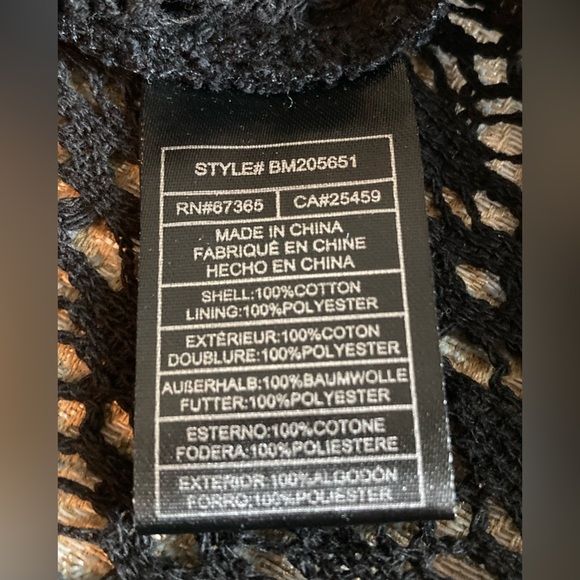 STYLE# BM205651
RN#67365 CA#25459
MADE IN CHINA
FABRIQUÉ EN CHINE
HECHO EN CHINA
SHELL:100%COTTON
LINING:100%POLYESTER
EXTÉRIEUR:100%COTON
DOUBLURE:100%POLYESTER
AUßERHALB:100%BAUMWOLLE
FUTTER:100%POLYESTER
ESTERNO:100%COTONE
FODERA:100%POLIESTERE
EXTERIOR:100%ALGODÓN
FORRO:100%POLIÉSTER